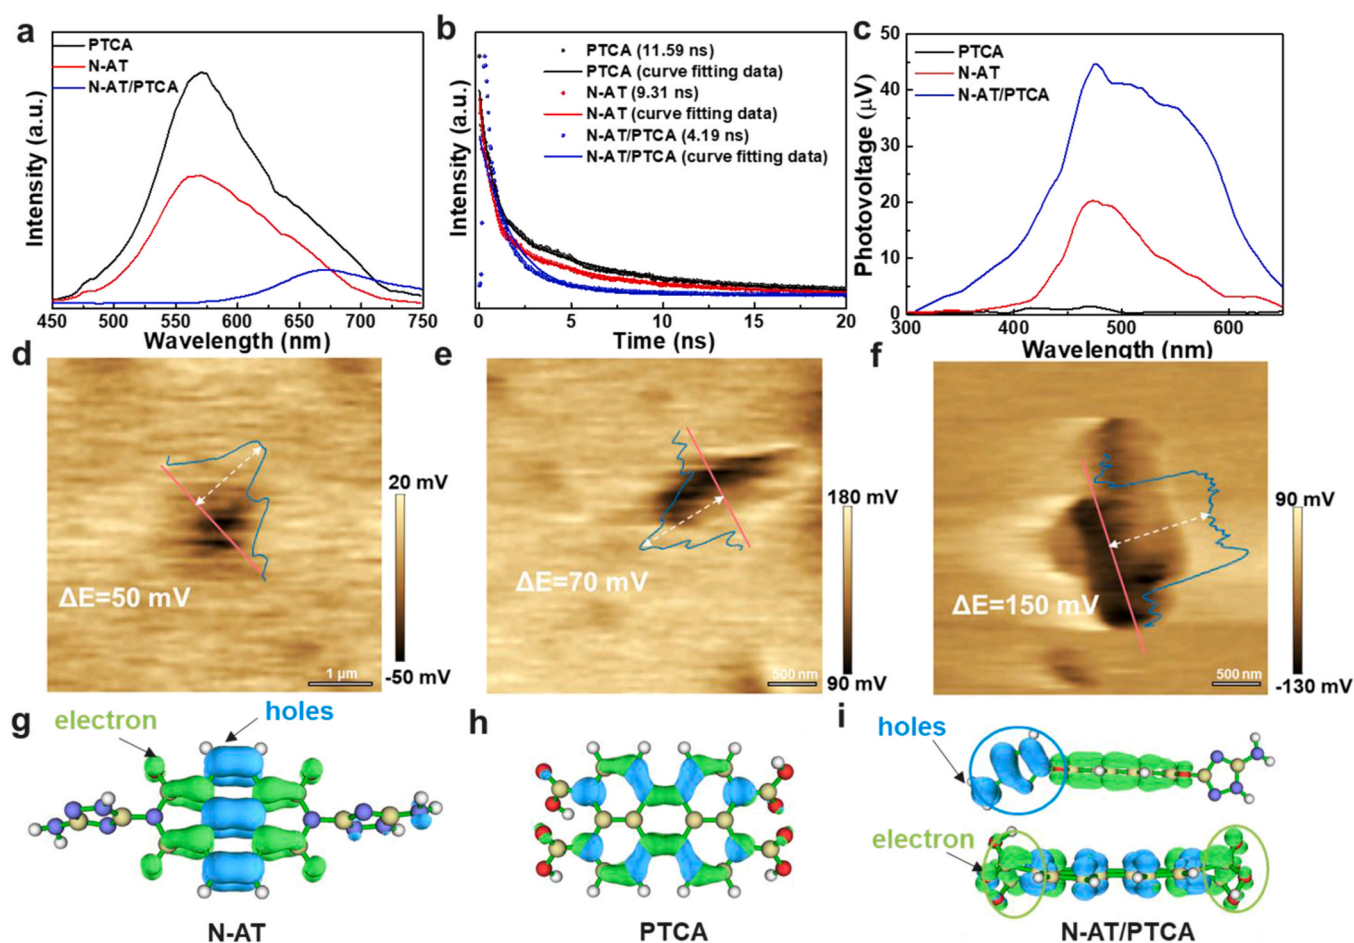 a
PTCA
N-AT
N-AT/PTCA
Intensity (a.u.)
450 500 550 600 650 700 750
Wavelength (nm)
b
PTCA (11.59 ns)
PTCA (curve fitting data)
N-AT (9.31 ns)
N-AT (curve fitting data)
N-AT/PTCA (4.19 ns)
N-AT/PTCA (curve fitting data)
Intensity (a.u.)
0 5 10 15 20
Time (ns)
c
PTCA
N-AT
N-AT/PTCA
Photovoltage (μV)
50
40
30
20
10
0
300 400 500 600
Wavelength (nm)
d
ΔE=50 mV
1 μm
20 mV
-50 mV
e
ΔE=70 mV
500 nm
180 mV
90 mV
f
ΔE=150 mV
500 nm
90 mV
-130 mV
g
electron
holes
N-AT
h
PTCA
i
holes
electron
N-AT/PTCA